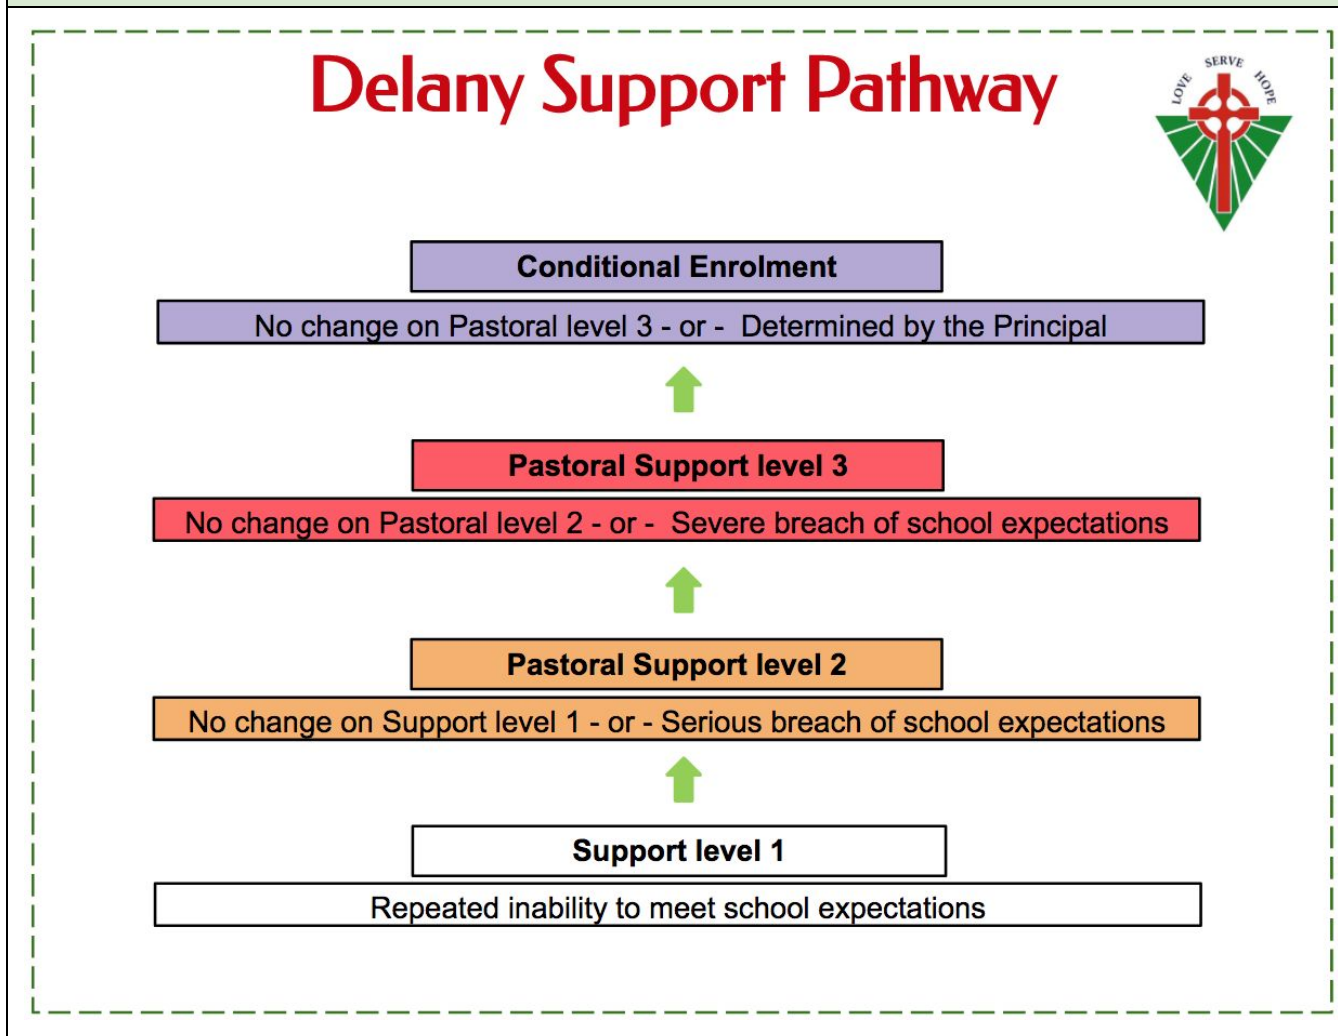 Delany Support Pathway
LOVE SERVE HOPE
Conditional Enrolment
No change on Pastoral level 3 - or -  Determined by the Principal
Pastoral Support level 3
No change on Pastoral level 2 - or -  Severe breach of school expectations
Pastoral Support level 2
No change on Support level 1 - or - Serious breach of school expectations
Support level 1
Repeated inability to meet school expectations